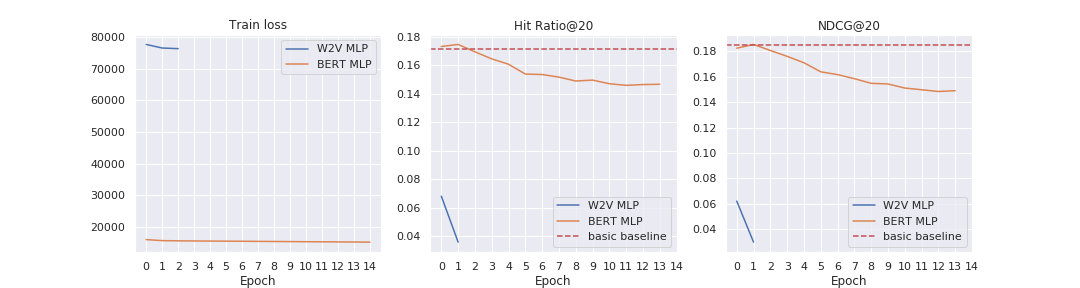 Train loss
80000
70000
60000
50000
40000
30000
20000
0 1 2 3 4 5 6 7 8 9 10 11 12 13 14
Epoch
W2V MLP
BERT MLP
Hit Ratio@20
0.18
0.16
0.14
0.12
0.10
0.08
0.06
0.04
0 1 2 3 4 5 6 7 8 9 10 11 12 13 14
Epoch
W2V MLP
BERT MLP
basic baseline
NDCG@20
0.18
0.16
0.14
0.12
0.10
0.08
0.06
0.04
0 1 2 3 4 5 6 7 8 9 10 11 12 13 14
Epoch
W2V MLP
BERT MLP
basic baseline